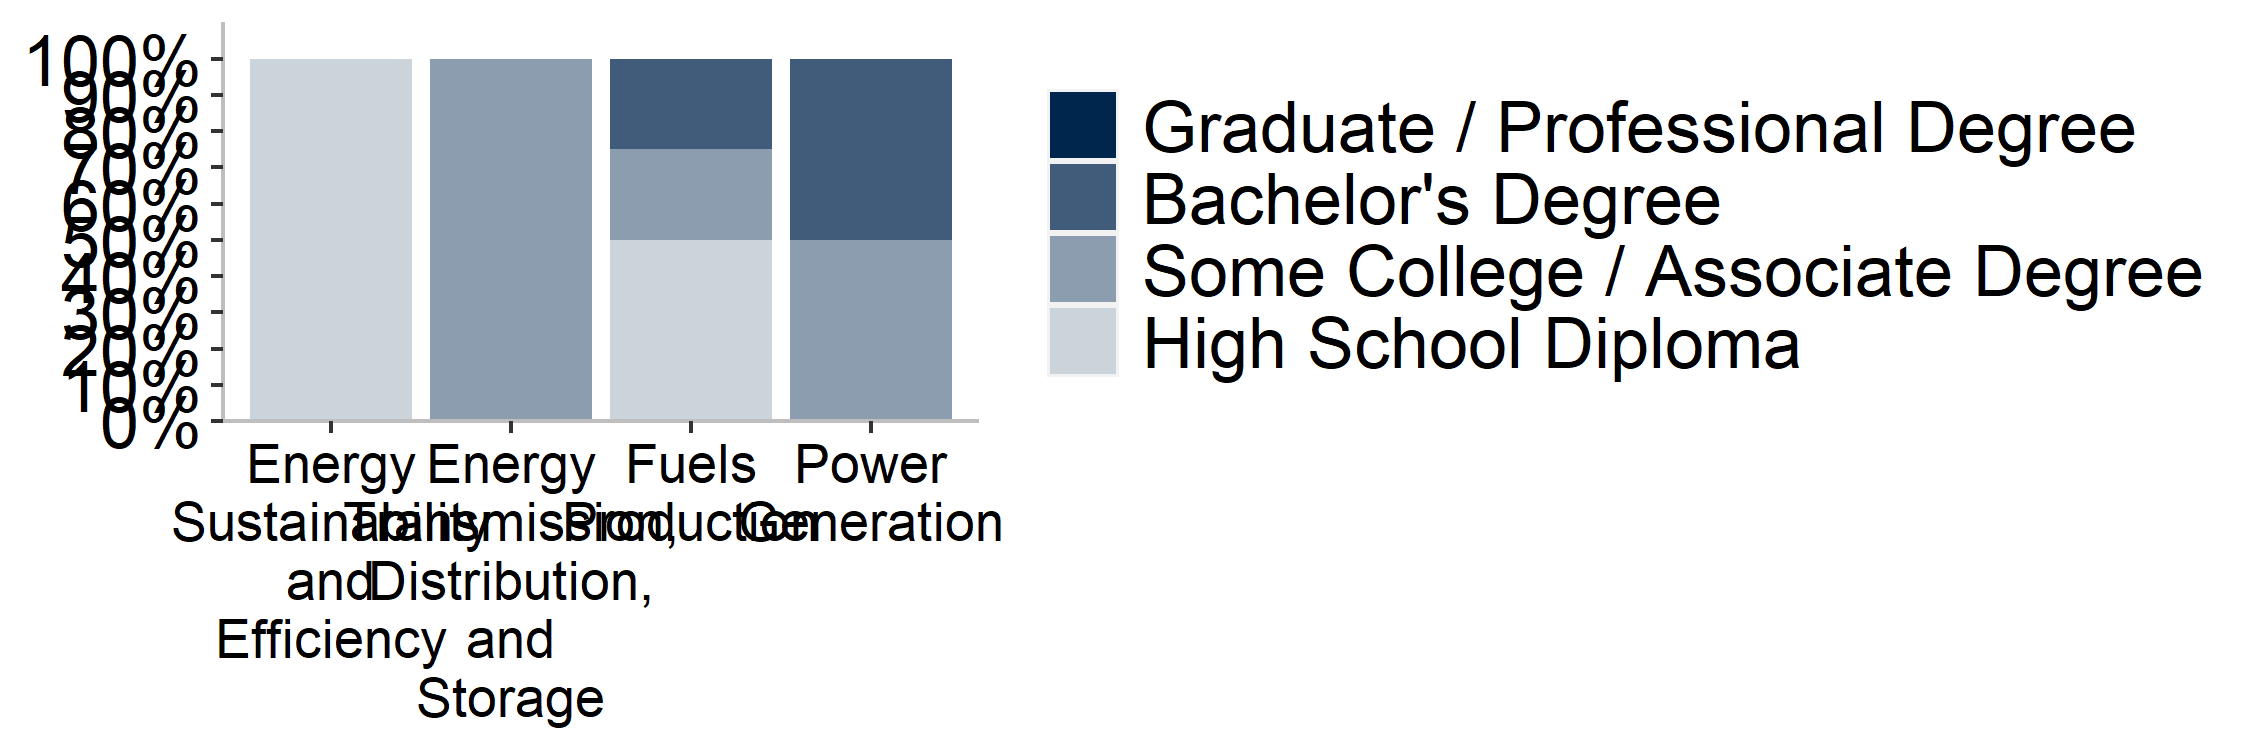 100%
90%
80%
70%
60%
50%
40%
30%
20%
10%
0%
Energy
Sustainability
and
Efficiency
Energy
Transmission,
Distribution,
and
Storage
Fuels
Production
Power
Generation
Graduate / Professional Degree
Bachelor's Degree
Some College / Associate Degree
High School Diploma